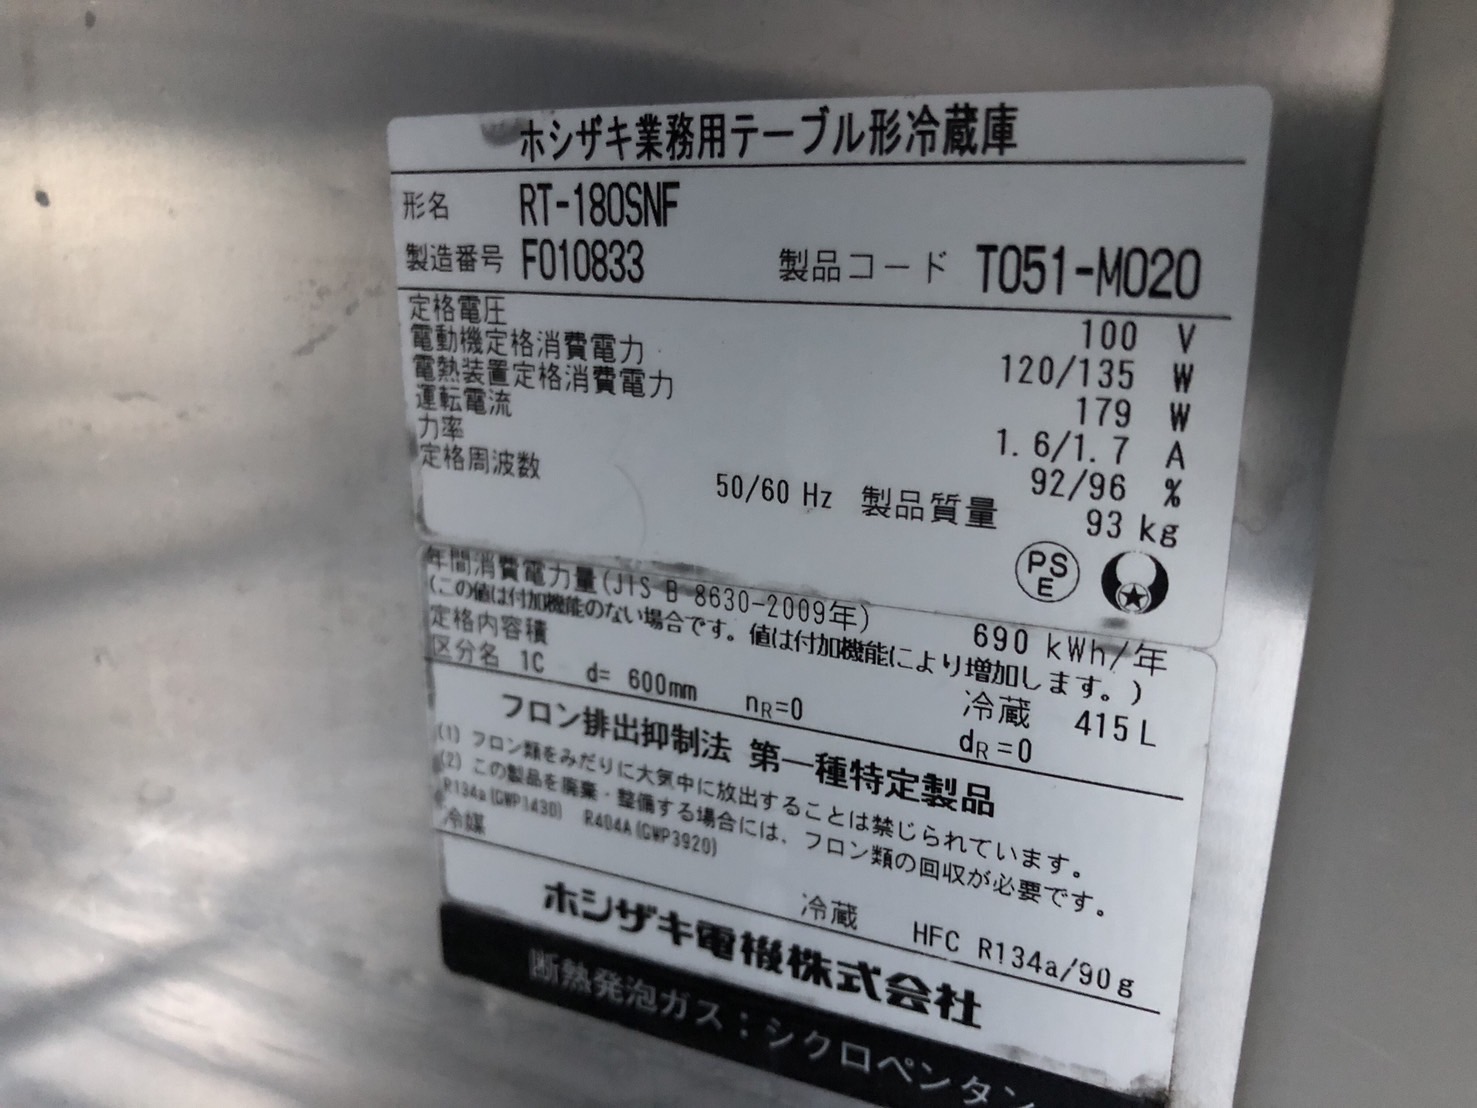 ホシザキ業務用テーブル形冷蔵庫
形名 RT-180SNF
製造番号 F010833 製品コード T051-M020
定格電圧 100 V
電動機定格消費電力 120/135 W
電熱装置定格消費電力 179 W
運転電流 1.6/1.7 A
力率 92/96 %
定格周波数 50/60 Hz 製品質量 93 kg
PS
E
年間消費電力量(JIS B 8630-2009年) 690 kWh/年
(この値は付加機能のない場合です。値は付加機能により増加します。)
定格内容積 冷蔵 415L
区分名 1C d= 600mm nR=0 dR=0
フロン排出抑制法 第一種特定製品
(1) フロン類をみだりに大気中に放出することは禁じられています。
(2) この製品を廃棄・整備する場合には、フロン類の回収が必要です。
R134a(GWP1430) R404A(GWP3920)
冷媒 冷蔵 HFC R134a/90g
ホシザキ電機株式会社
断熱発泡ガス：シクロペンタン